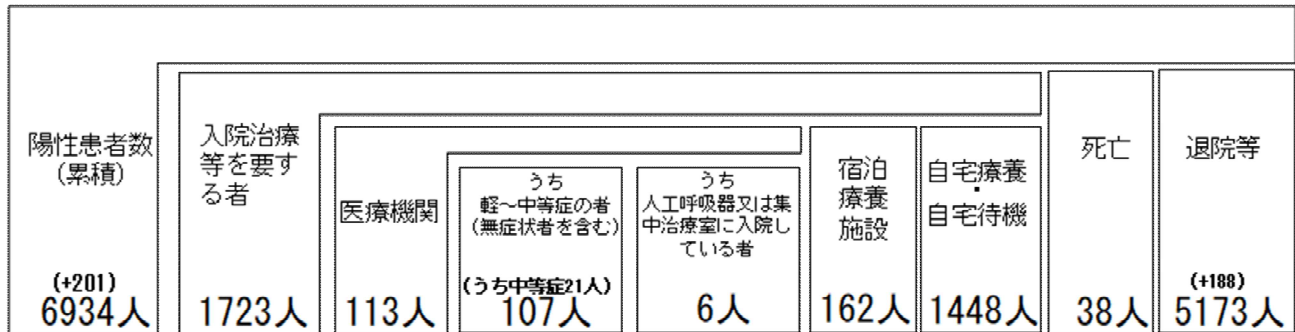 陽性患者数
(累積)
(+201)
6934人
入院治療
等を要す
る者
1723人
医療機関
113人
うち
軽～中等症の者
(無症状者を含む)
(うち中等症21人)
107人
うち
人工呼吸器又は集
中治療室に入院し
ている者
6人
宿泊
療養
施設
162人
自宅療養
・
自宅待機
1448人
死亡
38人
退院等
(+188)
5173人